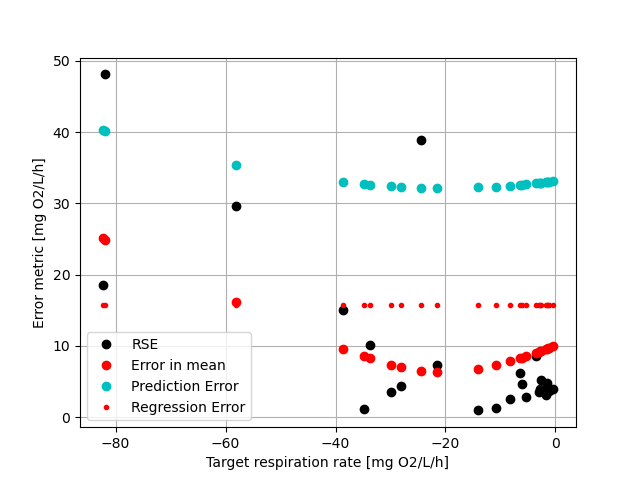 50
40
30
20
10
0
Error metric [mg O2/L/h]
RSE
Error in mean
Prediction Error
Regression Error
−80 −60 −40 −20 0
Target respiration rate [mg O2/L/h]